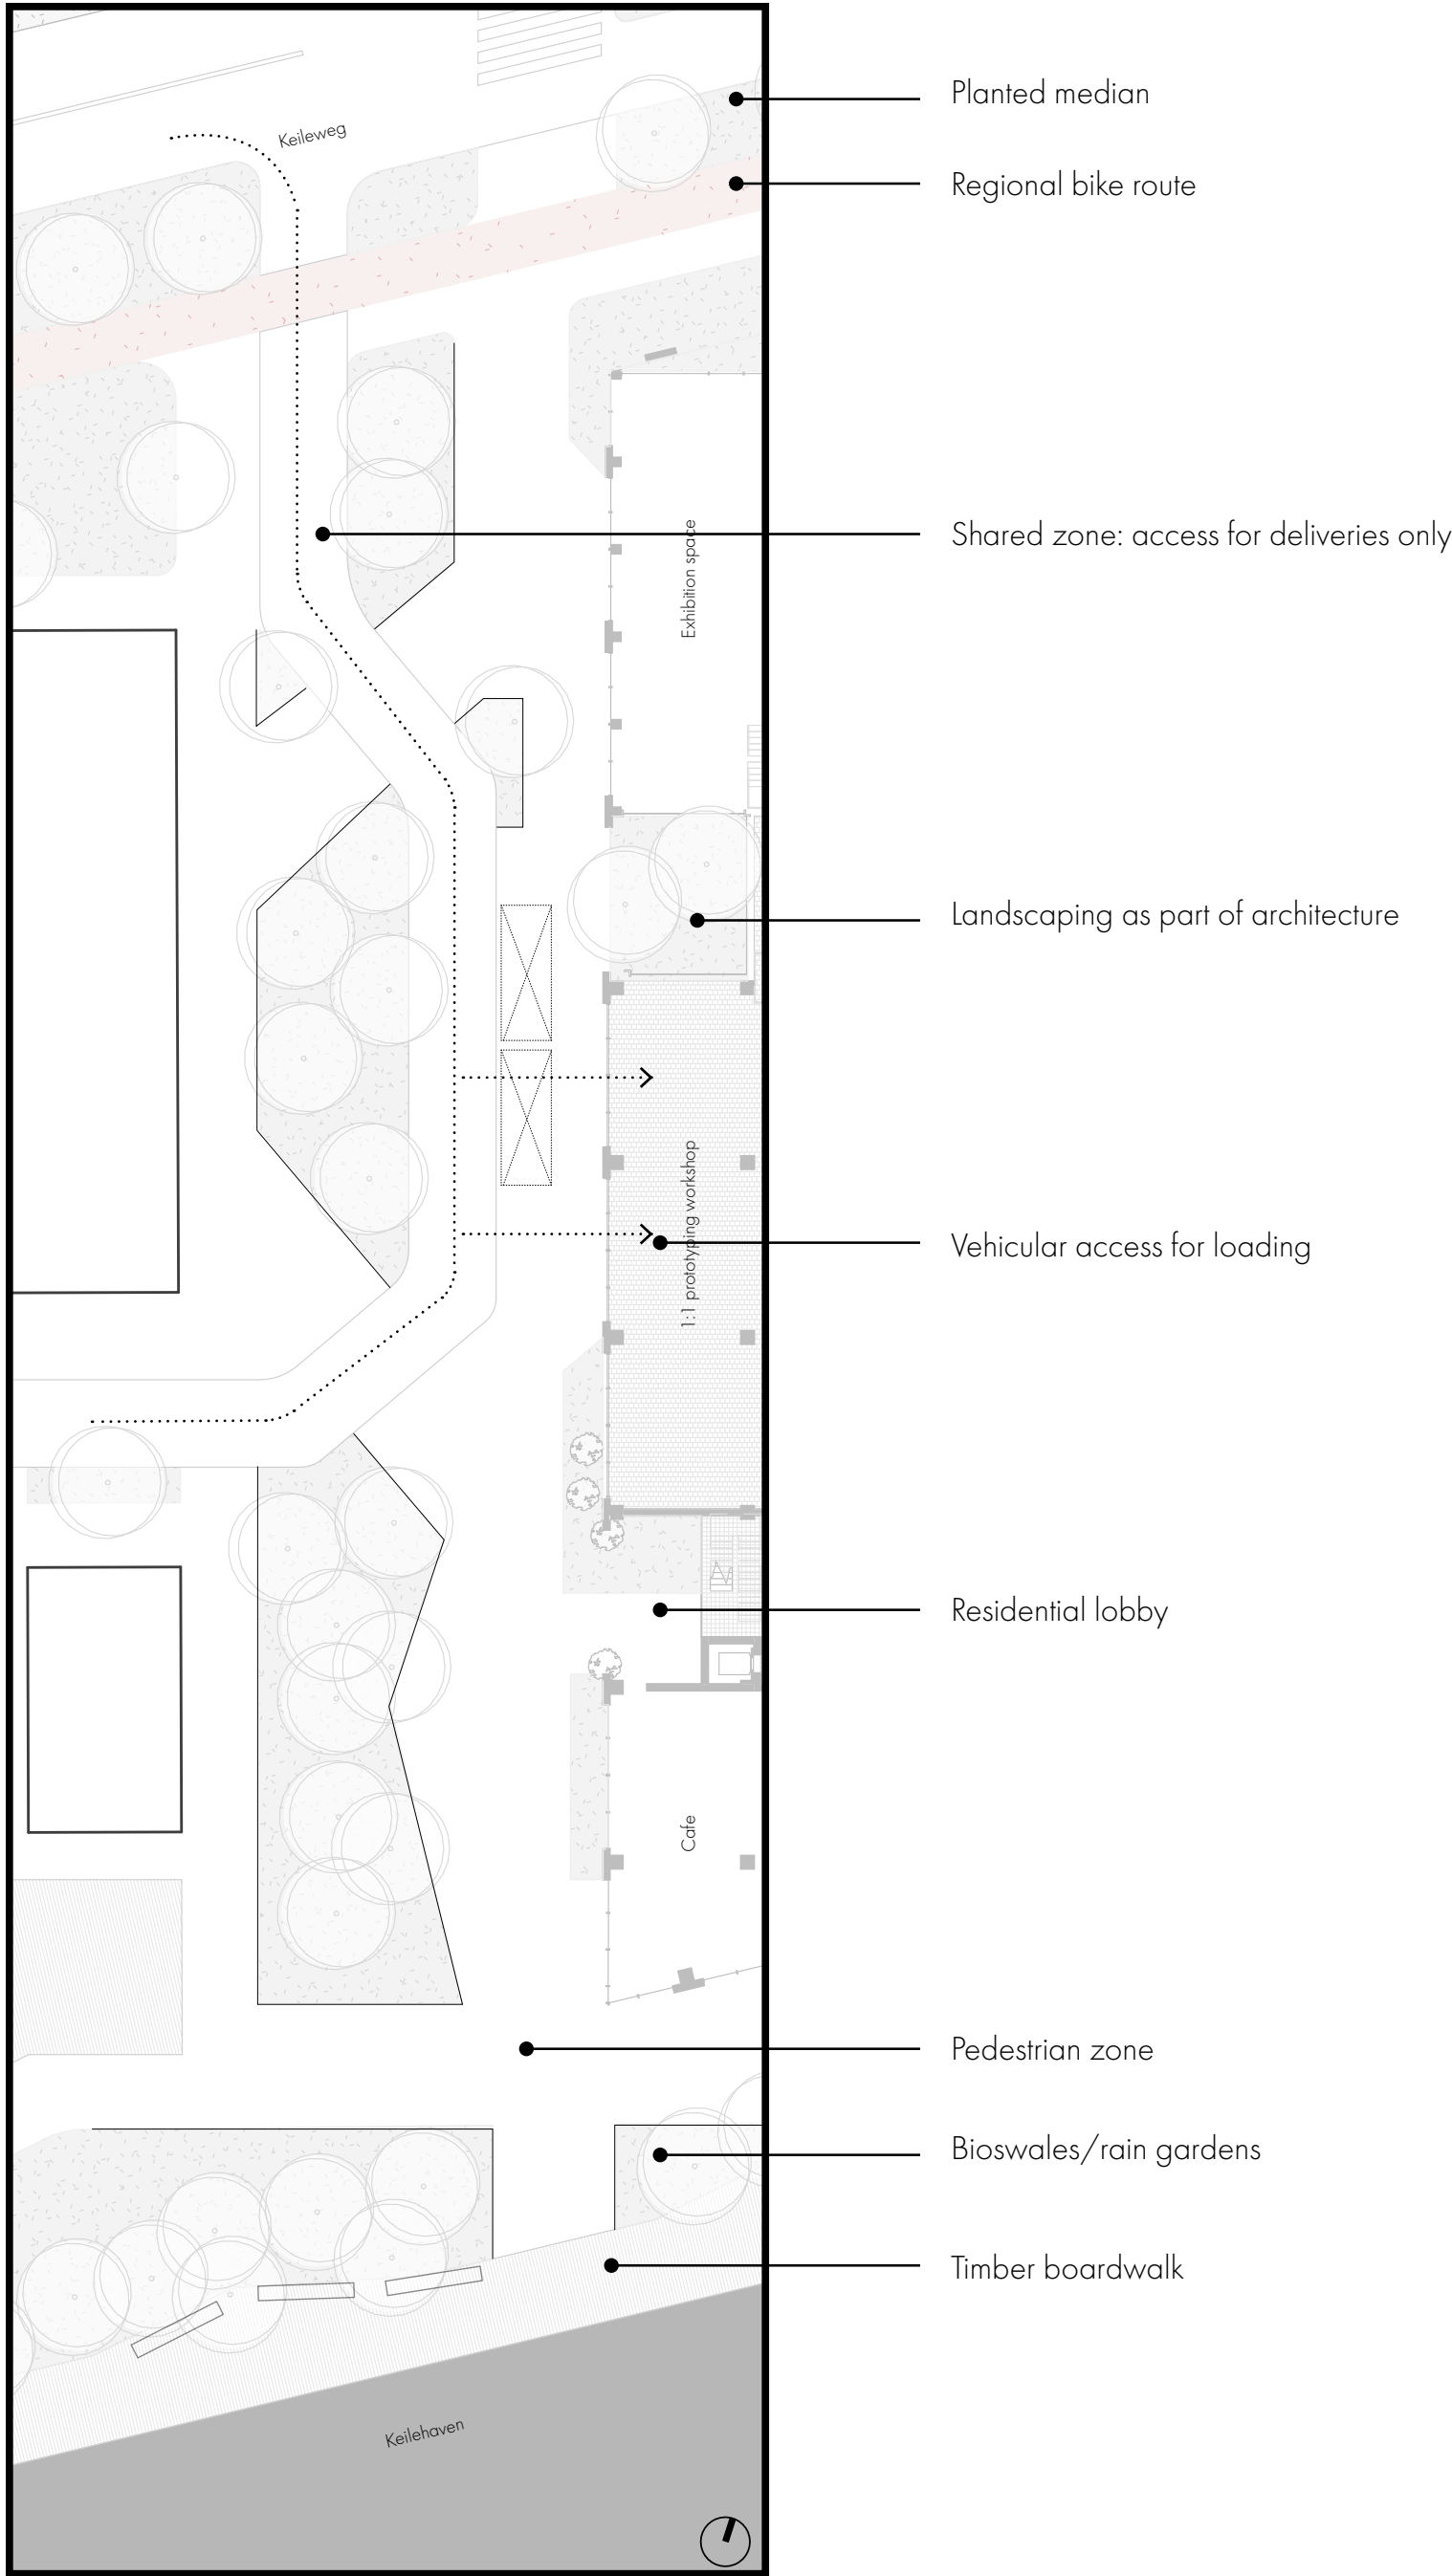 Planted median
Keileweg
Regional bike route
Exhibition space
Shared zone: access for deliveries only
Landscaping as part of architecture
1:1 prototyping workshop
Vehicular access for loading
Residential lobby
Cafe
Pedestrian zone
Bioswales/rain gardens
Timber boardwalk
Keilehaven